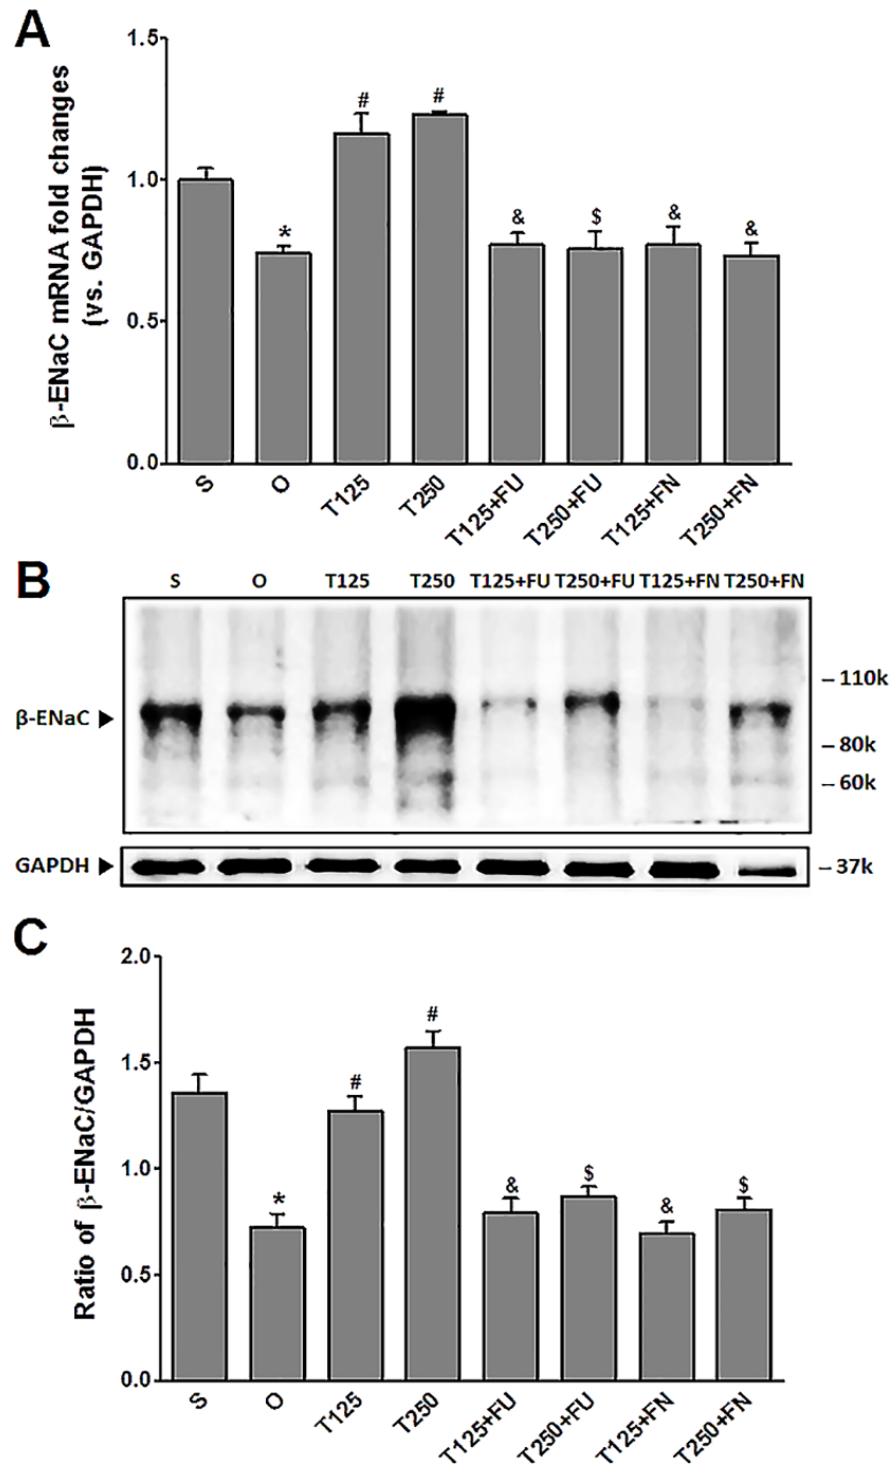 A
β-ENaC mRNA fold changes
(vs. GAPDH)
1.5
1.0
0.5
0.0
# #
* & $ & &
S O T125 T250 T125+FU T250+FU T125+FN T250+FN
B
S O T125 T250 T125+FU T250+FU T125+FN T250+FN
β-ENaC
– 110k
– 80k
– 60k
GAPDH
– 37k
C
Ratio of β-ENaC/GAPDH
2.0
1.5
1.0
0.5
0.0
# #
* & $ & $
S O T125 T250 T125+FU T250+FU T125+FN T250+FN